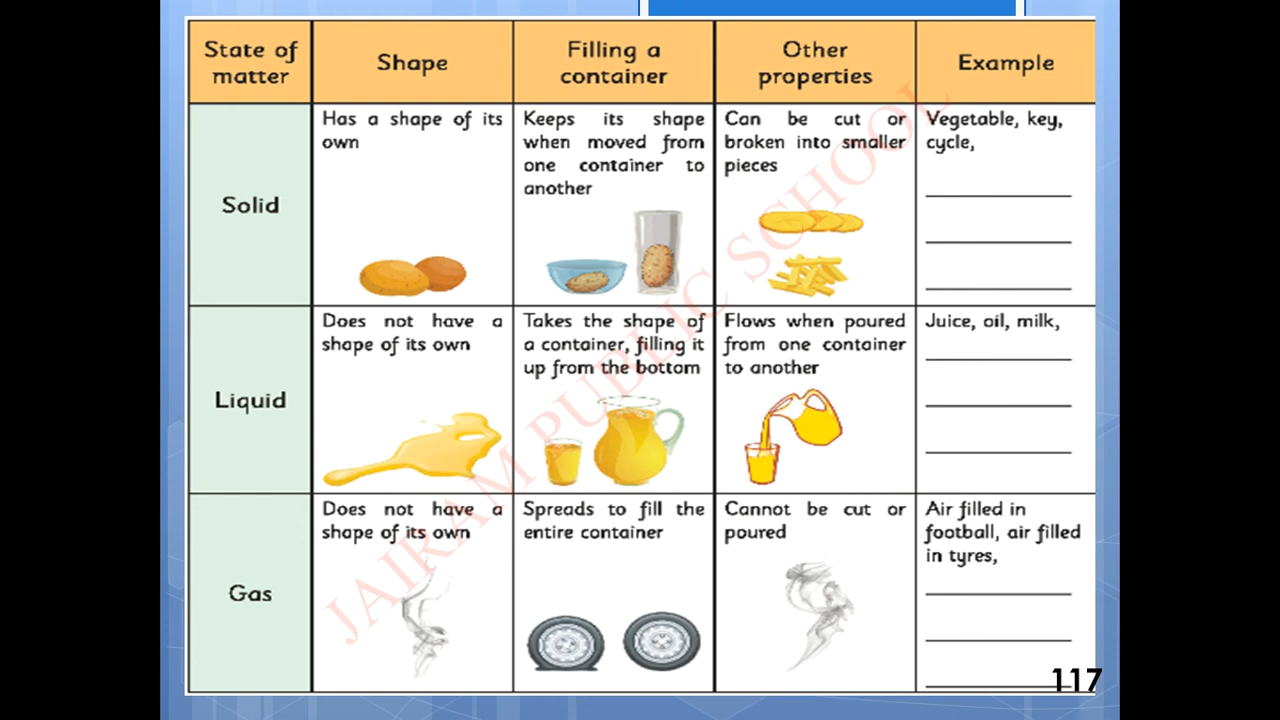 State of
matter
Shape
Filling a
container
Other
properties
Example
Solid
Has a shape of its
own
Keeps its shape
when moved from
one container to
another
Can be cut or
broken into smaller
pieces
Vegetable, key,
cycle,
Liquid
Does not have a
shape of its own
Takes the shape of
a container, filling it
up from the bottom
Flows when poured
from one container
to another
Juice, oil, milk,
Gas
Does not have a
shape of its own
Spreads to fill the
entire container
Cannot be cut or
poured
Air filled in
football, air filled
in tyres,
JAIRAM PUBLIC SCHOOL
117